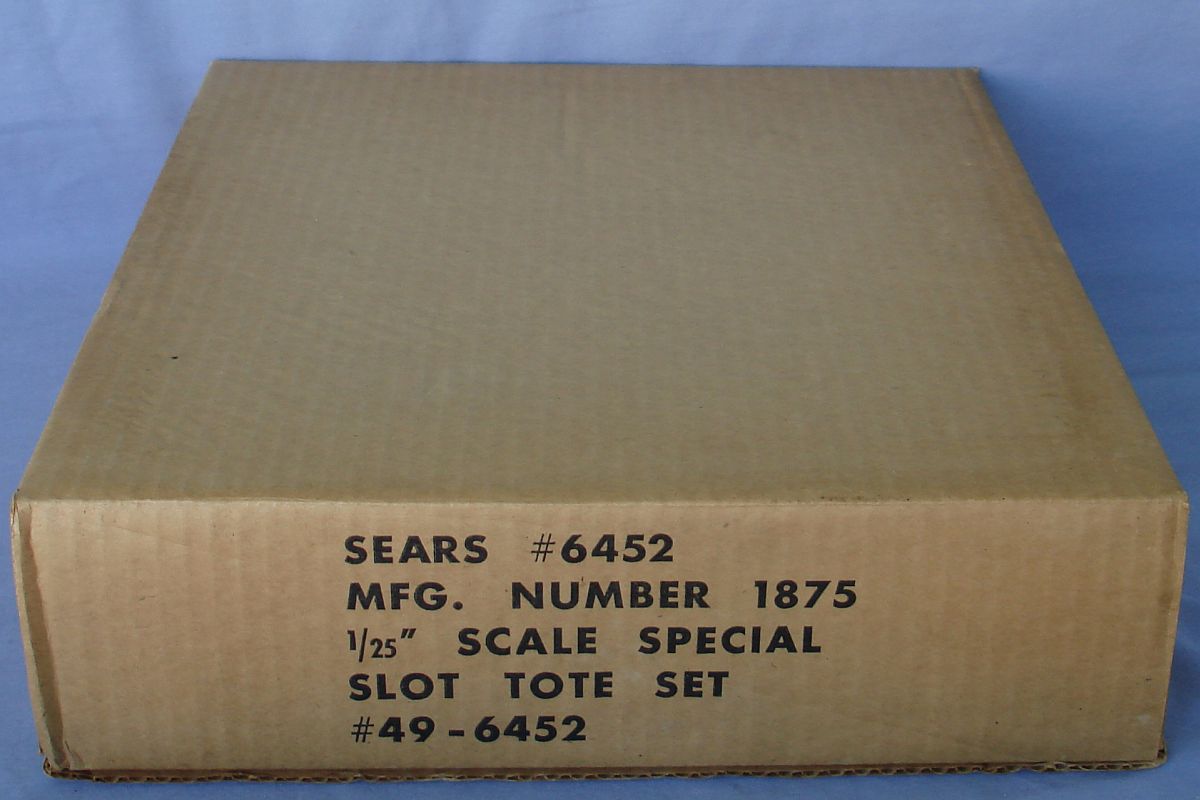 SEARS #6452
MFG. NUMBER 1875
1/25" SCALE SPECIAL
SLOT TOTE SET
#49-6452